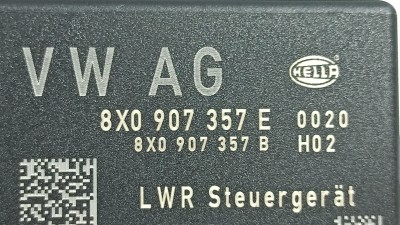 VW AG HELLA
8X0 907 357 E 0020
8X0 907 357 B H02
LWR Steuergerät